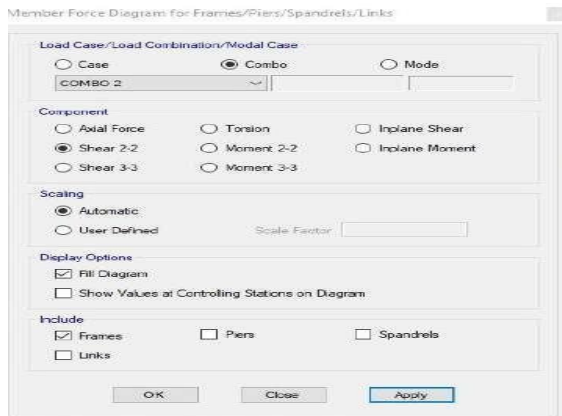 Member Force Diagram for Frames/Piers/Spandrels/Links
Load Case/Load Combination/Modal Case
Case Combo Mode
COMBO 2
Component
Axial Force Torsion Inplane Shear
Shear 2-2 Moment 2-2 Inplane Moment
Shear 3-3 Moment 3-3
Scaling
Automatic
User Defined Scale Factor
Display Options
Fill Diagram
Show Values at Controlling Stations on Diagram
Include
Frames Piers Spandrels
Links
OK Close Apply